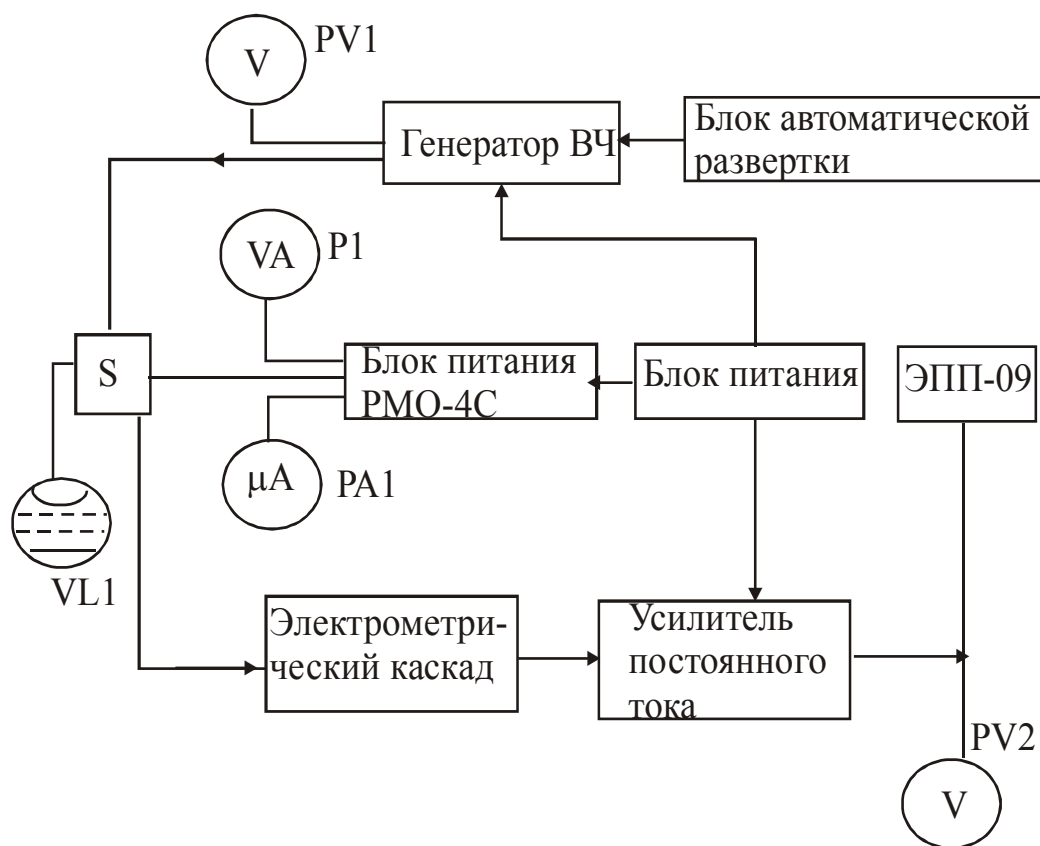 PV1
V
Генератор ВЧ
Блок автоматической
развертки
P1
VA
S
Блок питания
РМО-4С
Блок питания
ЭПП-09
μA
PA1
VL1
Электрометри-
ческий каскад
Усилитель
постоянного
тока
PV2
V